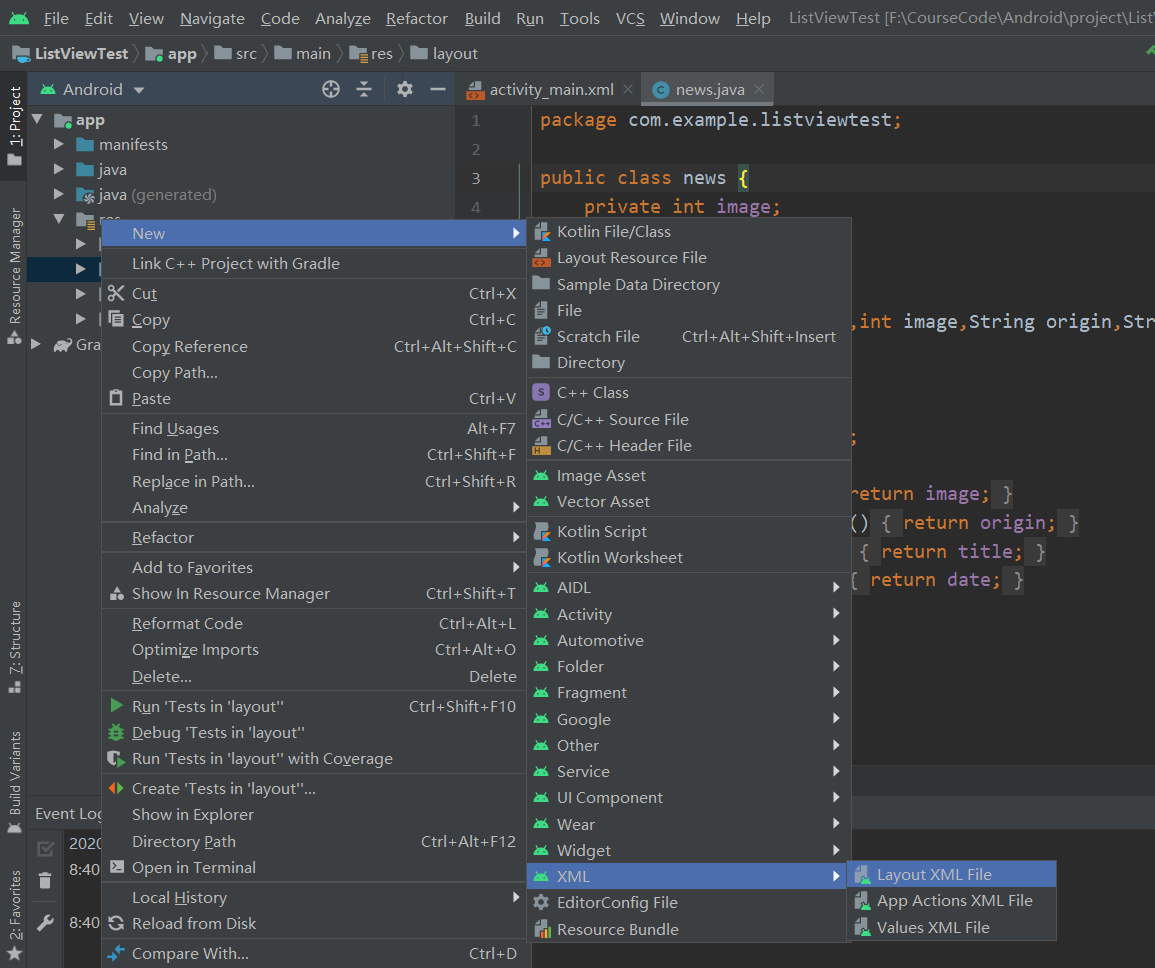 File Edit View Navigate Code Analyze Refactor Build Run Tools VCS Window Help ListViewTest [F:\CourseCode\Android\project\List
ListViewTest app src main res layout
1: Project
Resource Manager
7: Structure
Build Variants
2: Favorites
Android
app
manifests
java
java (generated)
res
Gra
activity_main.xml
news.java
1 package com.example.listviewtest;
2
3 public class news {
4 private int image;
,int image,String origin,Str
;
return image; }
() { return origin; }
{ return title; }
{ return date; }
New
Link C++ Project with Gradle
Cut Ctrl+X
Copy Ctrl+C
Copy Reference Ctrl+Alt+Shift+C
Copy Path...
Paste Ctrl+V
Find Usages Alt+F7
Find in Path... Ctrl+Shift+F
Replace in Path... Ctrl+Shift+R
Analyze
Refactor
Add to Favorites
Show In Resource Manager Ctrl+Shift+T
Reformat Code Ctrl+Alt+L
Optimize Imports Ctrl+Alt+O
Delete... Delete
Run 'Tests in 'layout'' Ctrl+Shift+F10
Debug 'Tests in 'layout''
Run 'Tests in 'layout'' with Coverage
Create 'Tests in 'layout''...
Show in Explorer
Directory Path Ctrl+Alt+F12
Open in Terminal
Local History
Reload from Disk
Compare With... Ctrl+D
Kotlin File/Class
Layout Resource File
Sample Data Directory
File
Scratch File Ctrl+Alt+Shift+Insert
Directory
C++ Class
C/C++ Source File
C/C++ Header File
Image Asset
Vector Asset
Kotlin Script
Kotlin Worksheet
AIDL
Activity
Automotive
Folder
Fragment
Google
Other
Service
UI Component
Wear
Widget
XML
EditorConfig File
Resource Bundle
Layout XML File
App Actions XML File
Values XML File
Event Log
2020
8:40
8:40